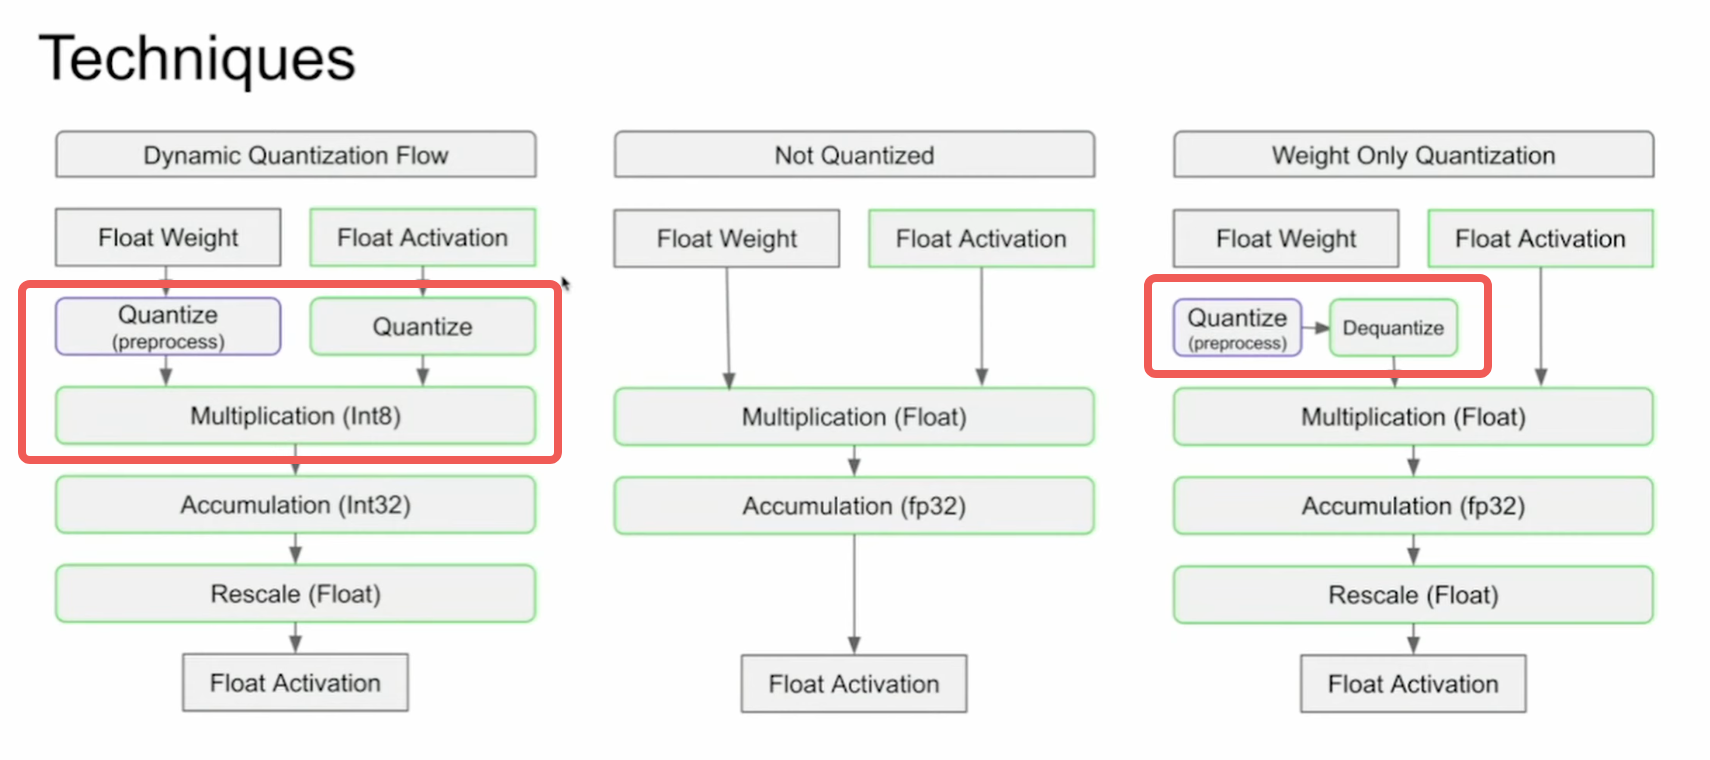 Techniques
Dynamic Quantization Flow
Float Weight
Float Activation
Quantize
(preprocess)
Quantize
Multiplication (Int8)
Accumulation (Int32)
Rescale (Float)
Float Activation
Not Quantized
Float Weight
Float Activation
Multiplication (Float)
Accumulation (fp32)
Float Activation
Weight Only Quantization
Float Weight
Float Activation
Quantize
(preprocess)
Dequantize
Multiplication (Float)
Accumulation (fp32)
Rescale (Float)
Float Activation